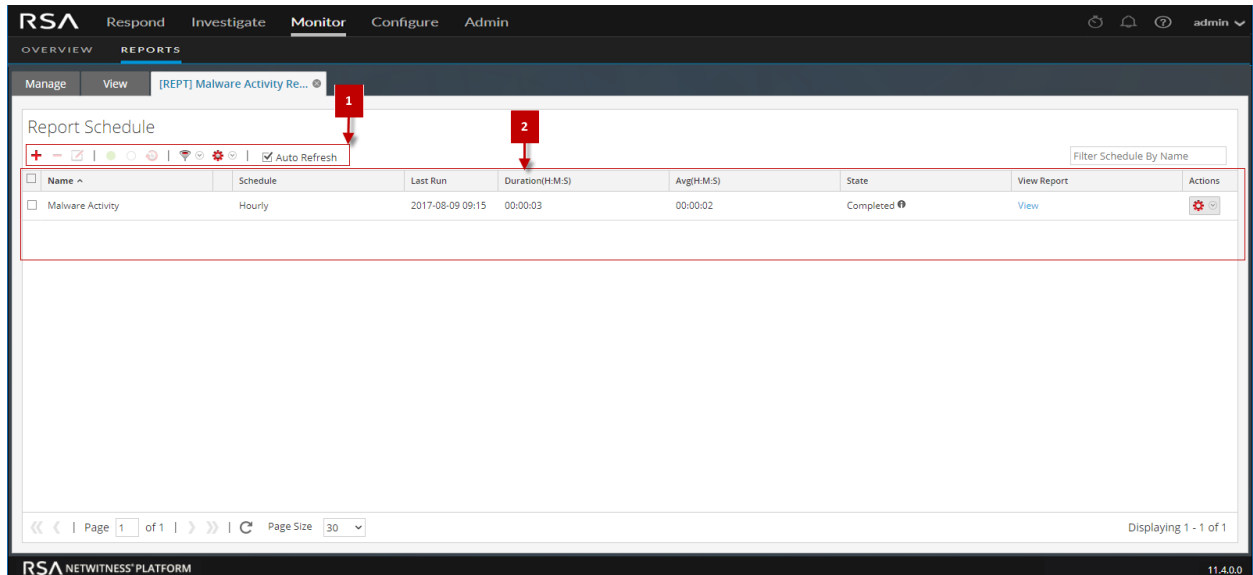 RSA Respond Investigate Monitor Configure Admin admin
OVERVIEW REPORTS
Manage View [REPT] Malware Activity Re...
1
Report Schedule
2
Auto Refresh Filter Schedule By Name
Name Schedule Last Run Duration(H:M:S) Avg(H:M:S) State View Report Actions
Malware Activity Hourly 2017-08-09 09:15 00:00:03 00:00:02 Completed View
Page 1 of 1 Page Size 30 Displaying 1 - 1 of 1
RSA NETWITNESS® PLATFORM 11.4.0.0